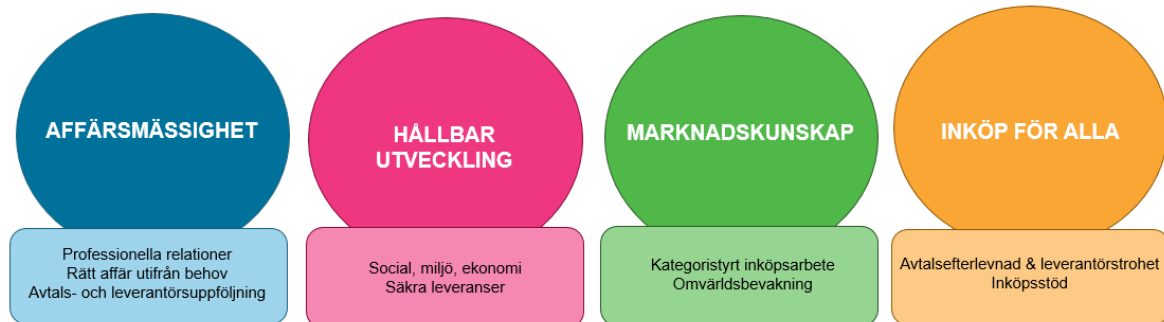 AFFÄRSMÄSSIGHET
Professionella relationer
Rätt affär utifrån behov
Avtals- och leverantörsuppföljning
HÅLLBAR
UTVECKLING
Social, miljö, ekonomi
Säkra leveranser
MARKNADSKUNSKAP
Kategoristyrt inköpsarbete
Omvärldsbevakning
INKÖP FÖR ALLA
Avtalsefterlevnad & leverantörstrohet
Inköpsstöd